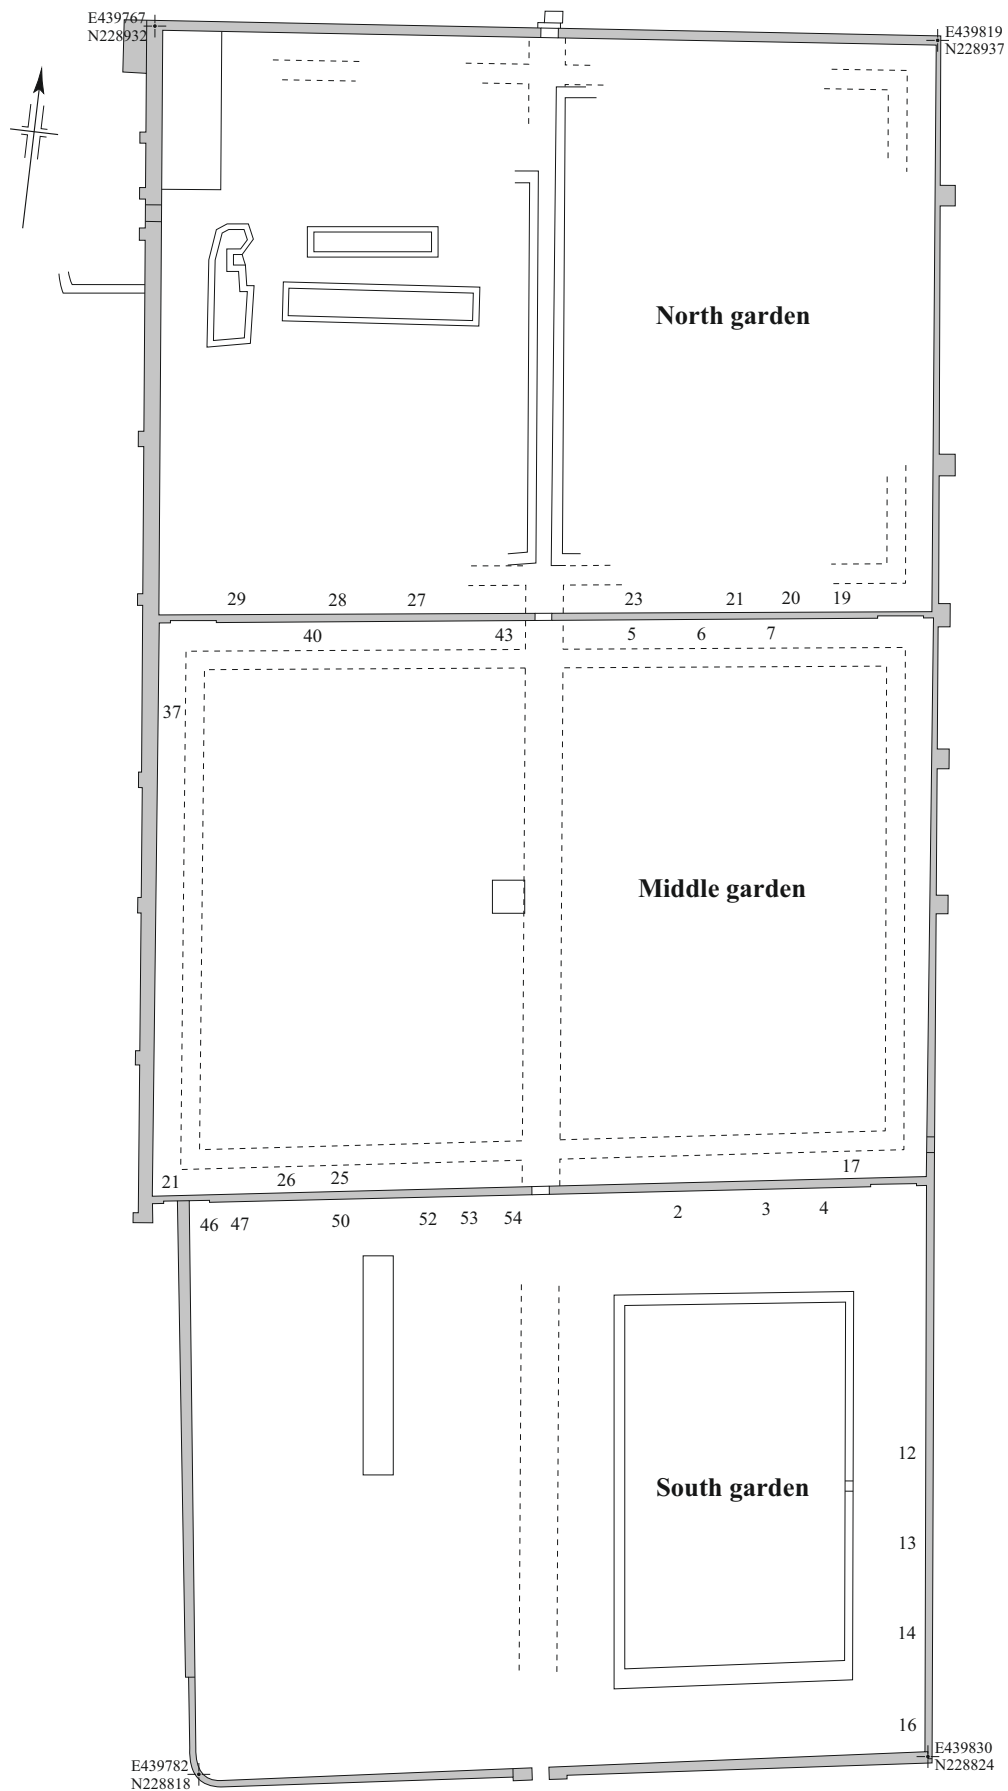 E439767
N228932
E439819
N228937
North garden
29 28 27 23 21 20 19
40 43 5 6 7
37
Middle garden
21 26 25 17
46 47 50 52 53 54 2 3 4
12
South garden
13
14
16
E439782
N228818
E439830
N228824